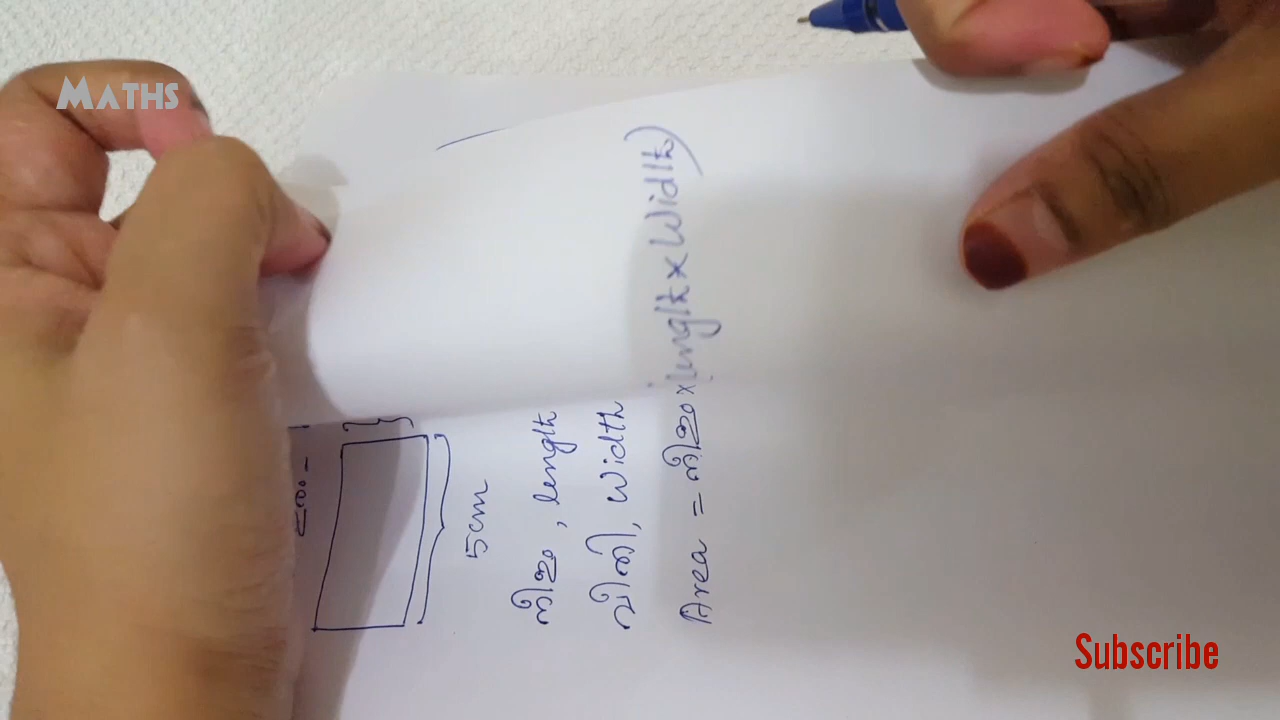 MATHS
5cm
നീളം, length
വീതി, width
Area = നീളം x
(length x width)
Subscribe